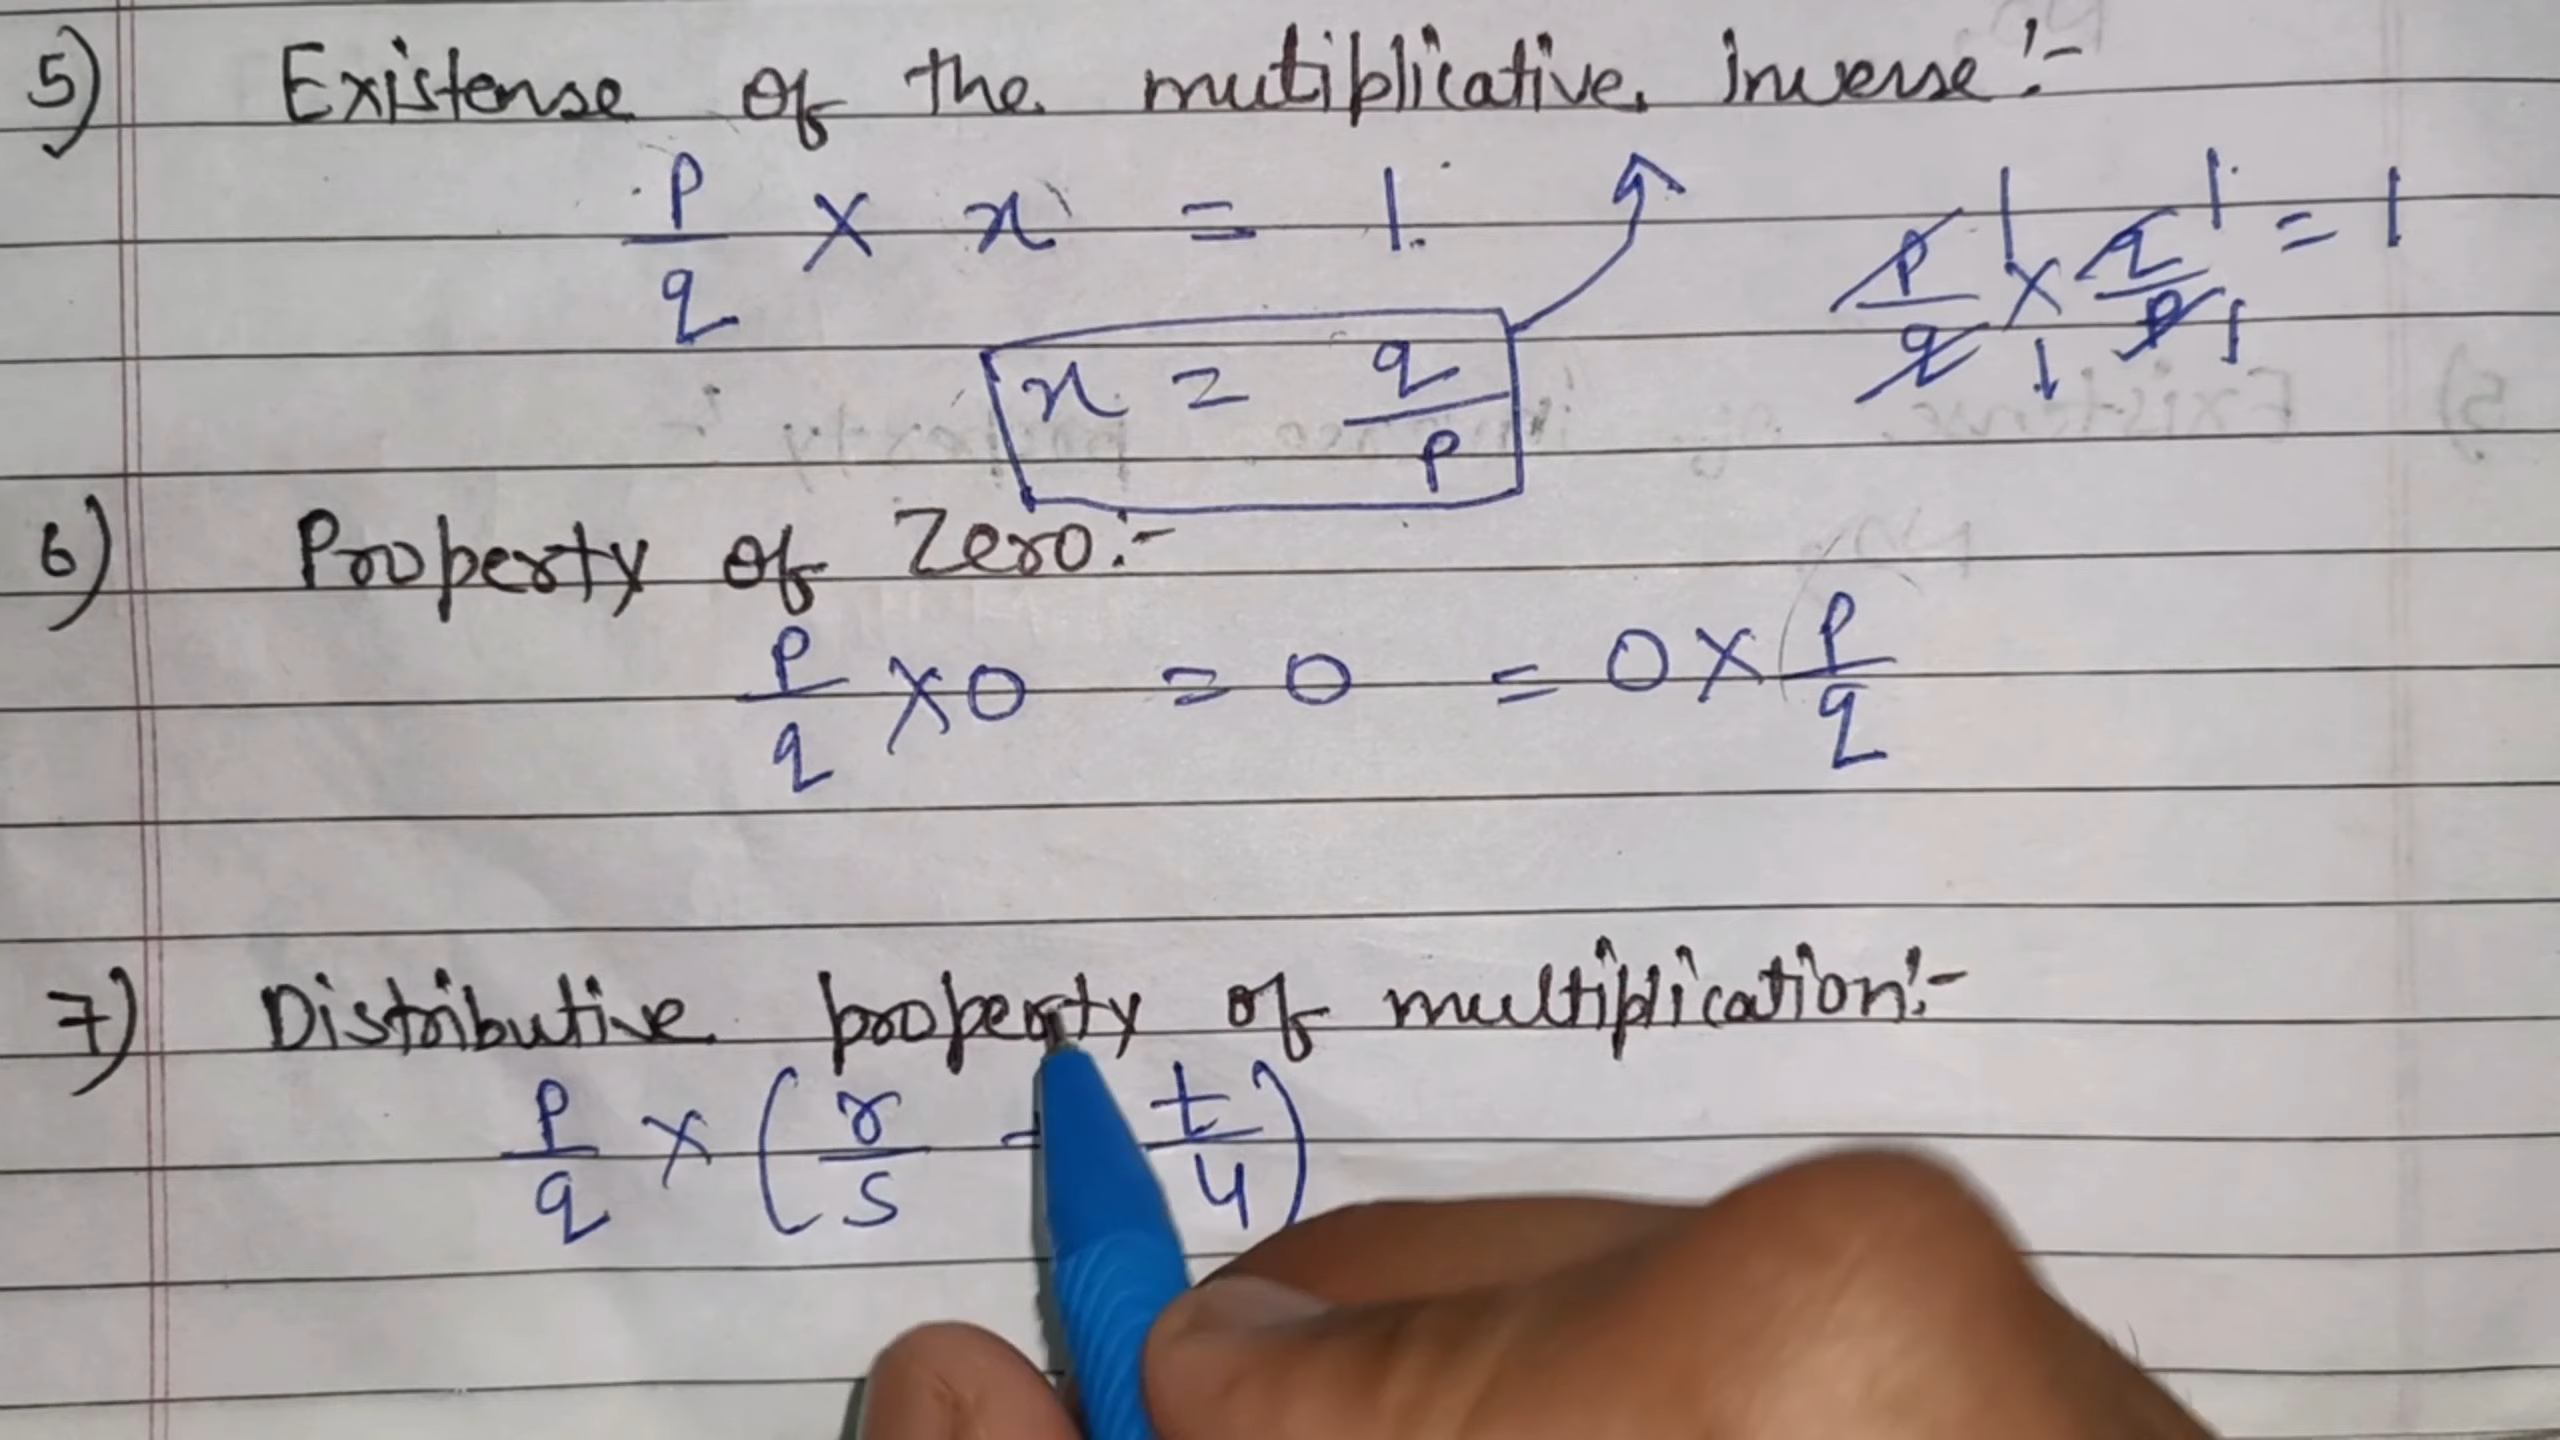 5) Existense of the mutiplicative inverse:-
p/q × x = 1
p/q × q/p = 1
x = q/p
6) Property of Zero:-
p/q × 0 = 0 = 0 × p/q
7) Distributive property of multiplication:-
p/q × (r/s t/u)